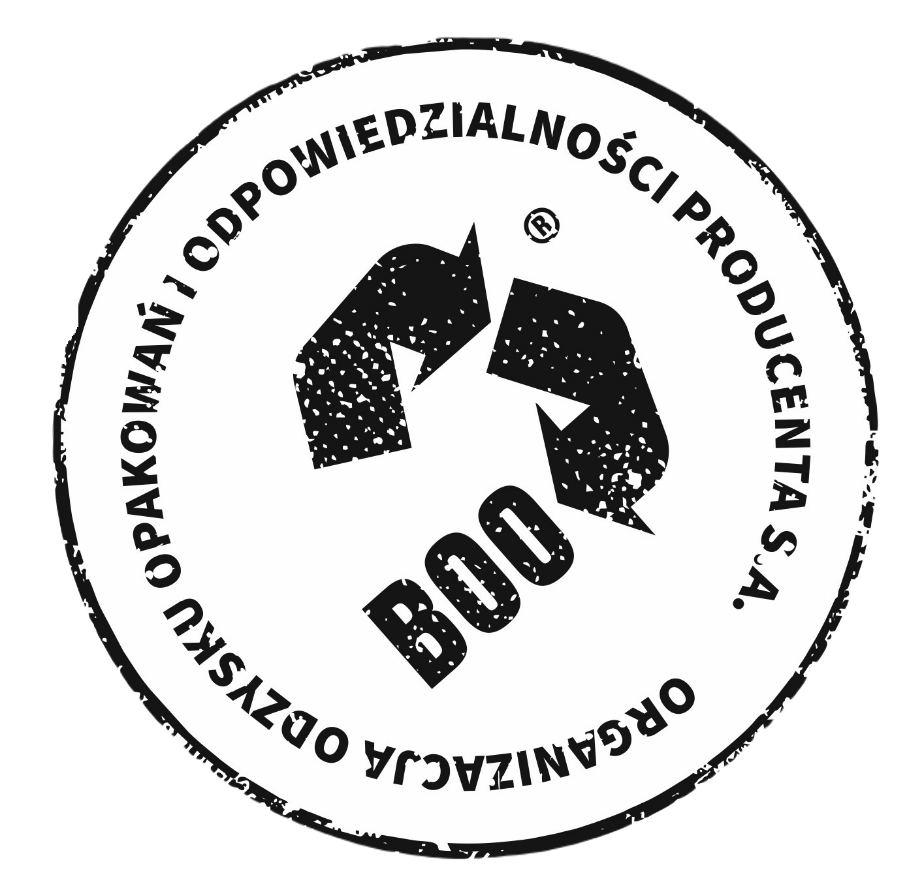 ORGANIZACJA ODZYSKU OPAKOWAŃ I ODPOWIEDZIALNOŚCI PRODUCENTA S.A.
®
BOO